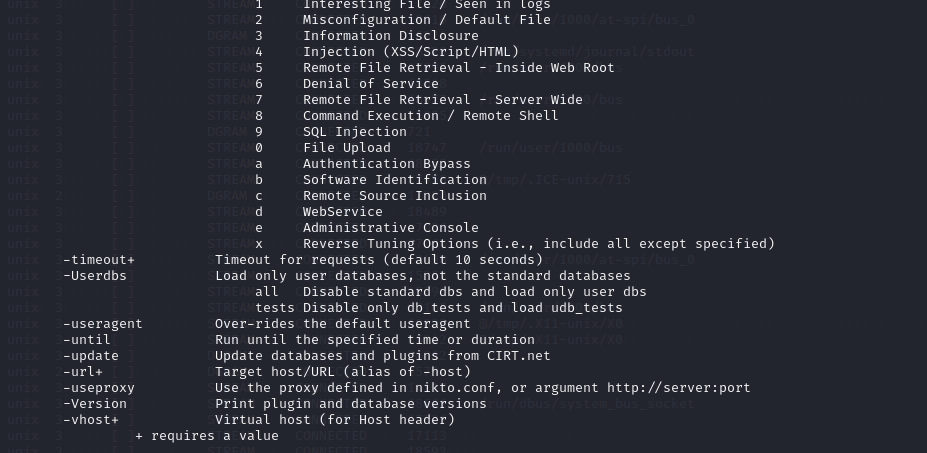 1 Interesting File / Seen in logs
2 Misconfiguration / Default File
3 Information Disclosure
4 Injection (XSS/Script/HTML)
5 Remote File Retrieval - Inside Web Root
6 Denial of Service
7 Remote File Retrieval - Server Wide
8 Command Execution / Remote Shell
9 SQL Injection
0 File Upload
a Authentication Bypass
b Software Identification
c Remote Source Inclusion
d WebService
e Administrative Console
x Reverse Tuning Options (i.e., include all except specified)
-timeout+ Timeout for requests (default 10 seconds)
-Userdbs Load only user databases, not the standard databases
all Disable standard dbs and load only user dbs
tests Disable only db_tests and load udb_tests
-useragent Over-rides the default useragent
-until Run until the specified time or duration
-update Update databases and plugins from CIRT.net
-url+ Target host/URL (alias of -host)
-useproxy Use the proxy defined in nikto.conf, or argument http://server:port
-Version Print plugin and database versions
-vhost+ Virtual host (for Host header)
+ requires a value